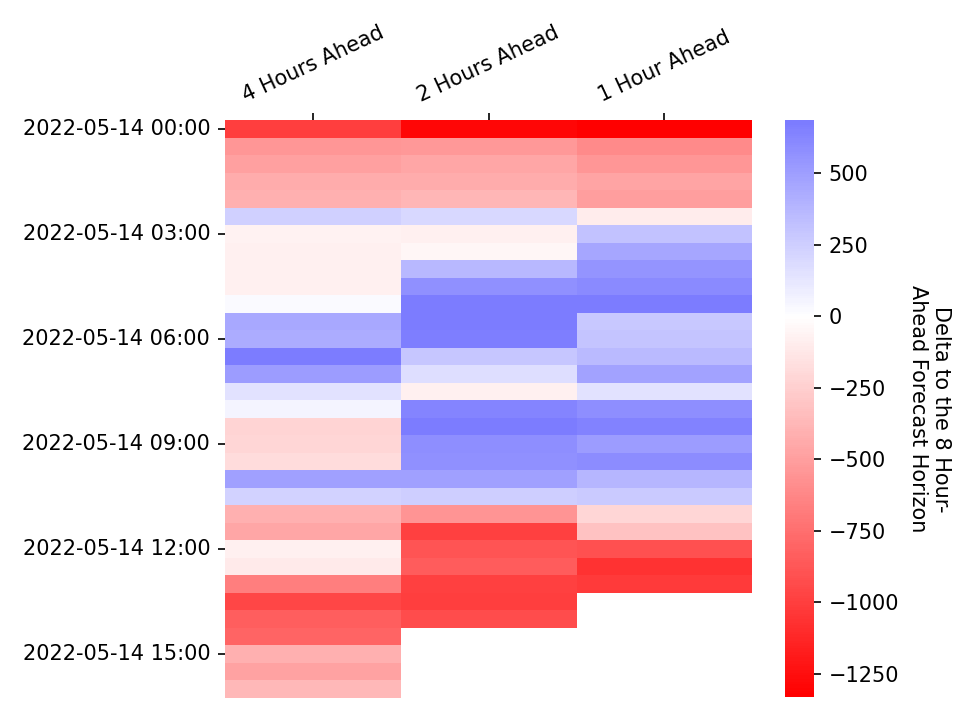 4 Hours Ahead
2 Hours Ahead
1 Hour Ahead
2022-05-14 00:00
2022-05-14 03:00
2022-05-14 06:00
2022-05-14 09:00
2022-05-14 12:00
2022-05-14 15:00
500
250
0
−250
−500
−750
−1000
−1250
Delta to the 8 Hour-
Ahead Forecast Horizon